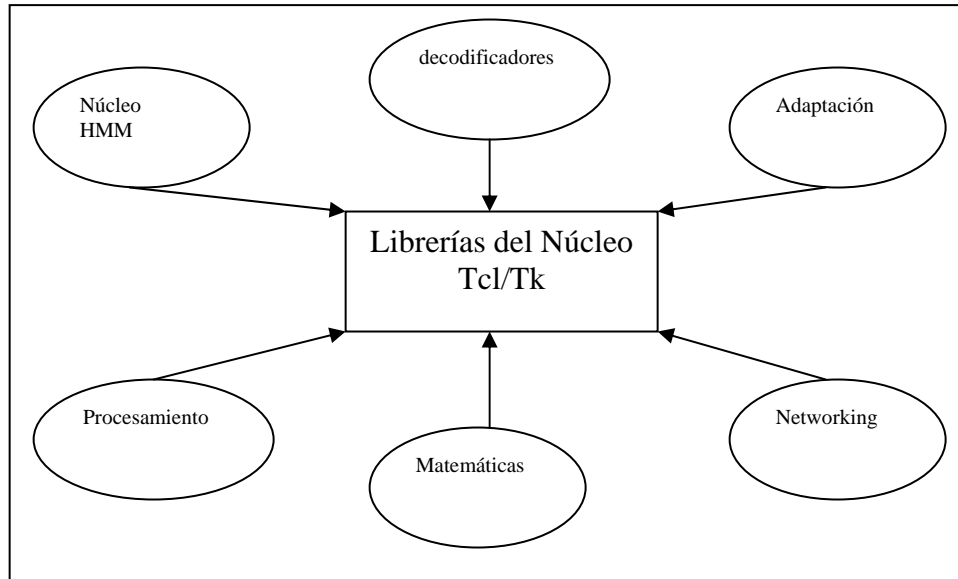 decodificadores
Núcleo
HMM
Adaptación
Librerías del Núcleo
Tcl/Tk
Procesamiento
Matemáticas
Networking